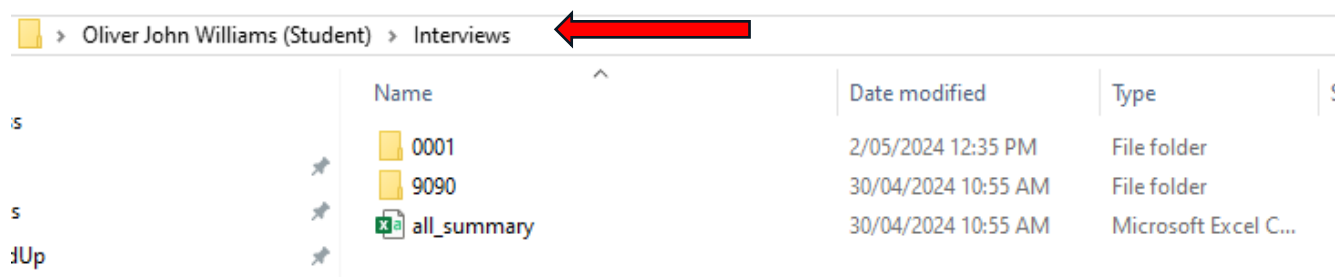 Oliver John Williams (Student) > Interviews
Name Date modified Type
0001 2/05/2024 12:35 PM File folder
9090 30/04/2024 10:55 AM File folder
all_summary 30/04/2024 10:55 AM Microsoft Excel C...
s
dUp